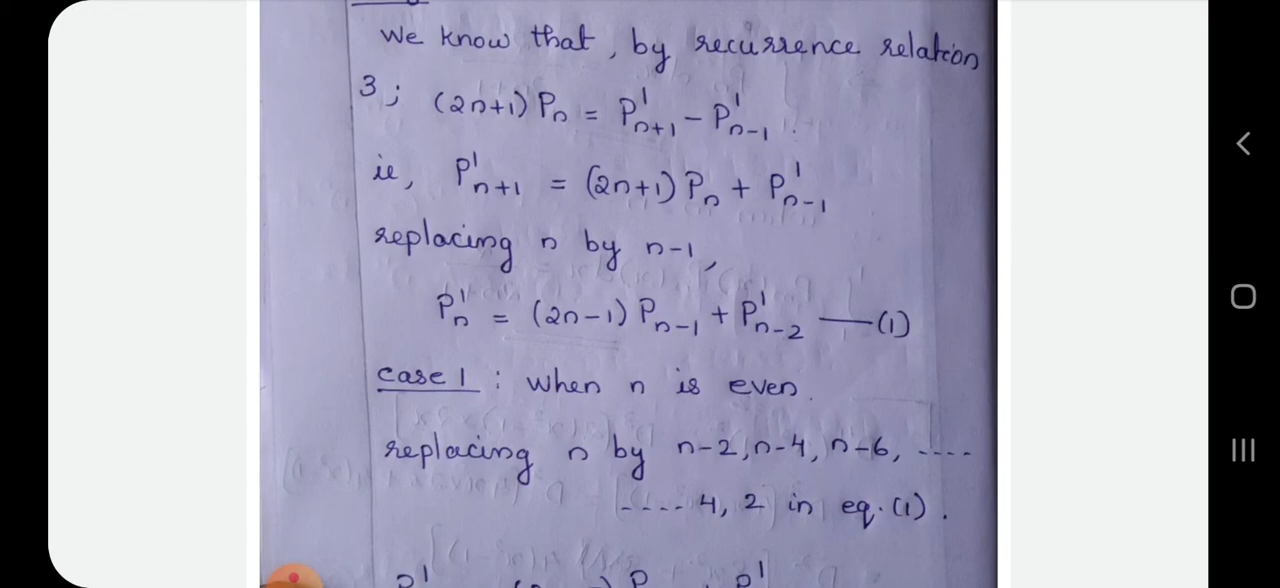 We know that, by recurrence relation
3; (2n+1) Pn = P'n+1 - P'n-1
ie, P'n+1 = (2n+1) Pn + P'n-1
replacing n by n-1,
P'n = (2n-1) Pn-1 + P'n-2 —(1)
case 1 : when n is even.
replacing n by n-2, n-4, n-6, ....
.... 4, 2 in eq. (1).